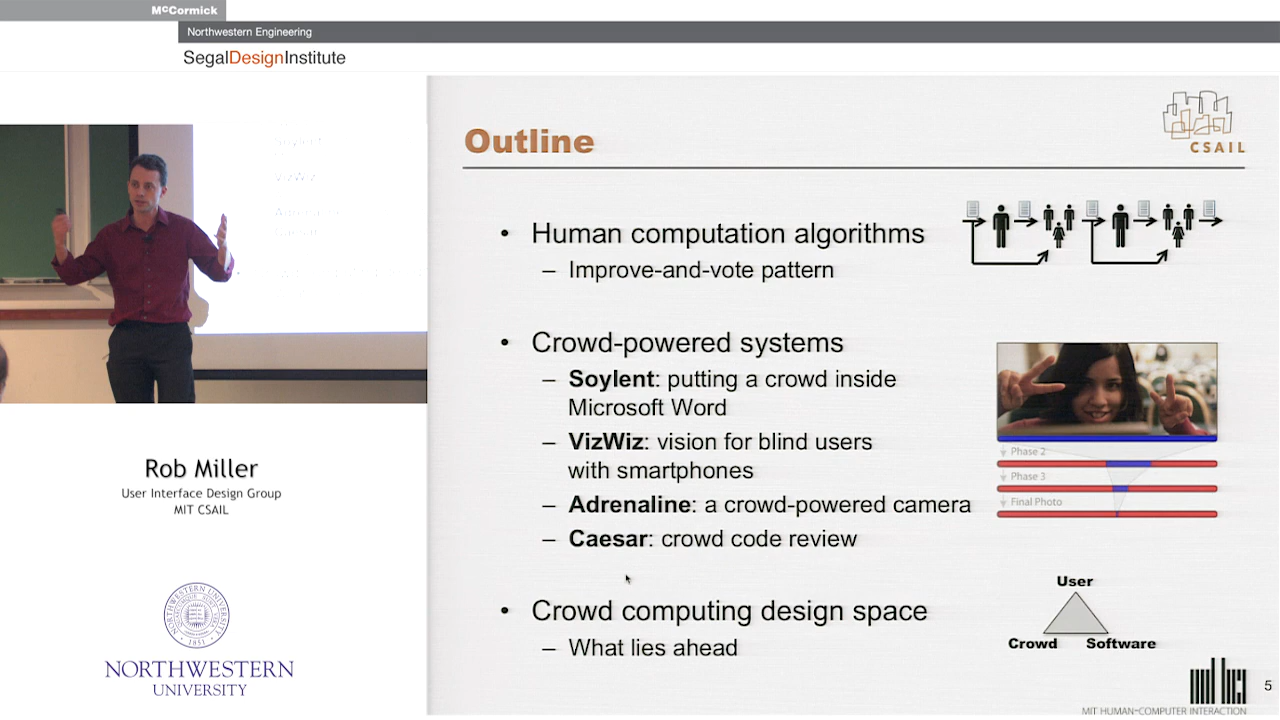 McCormick
Northwestern Engineering
SegalDesignInstitute
Soylent
VizWiz
Rob Miller
User Interface Design Group
MIT CSAIL
NORTHWESTERN
UNIVERSITY
Outline
CSAIL
• Human computation algorithms
– Improve-and-vote pattern
• Crowd-powered systems
– Soylent: putting a crowd inside
Microsoft Word
– VizWiz: vision for blind users
with smartphones
– Adrenaline: a crowd-powered camera
– Caesar: crowd code review
Phase 2
Phase 3
Final Photo
• Crowd computing design space
– What lies ahead
User
Crowd Software
5
MIT HUMAN-COMPUTER INTERACTION